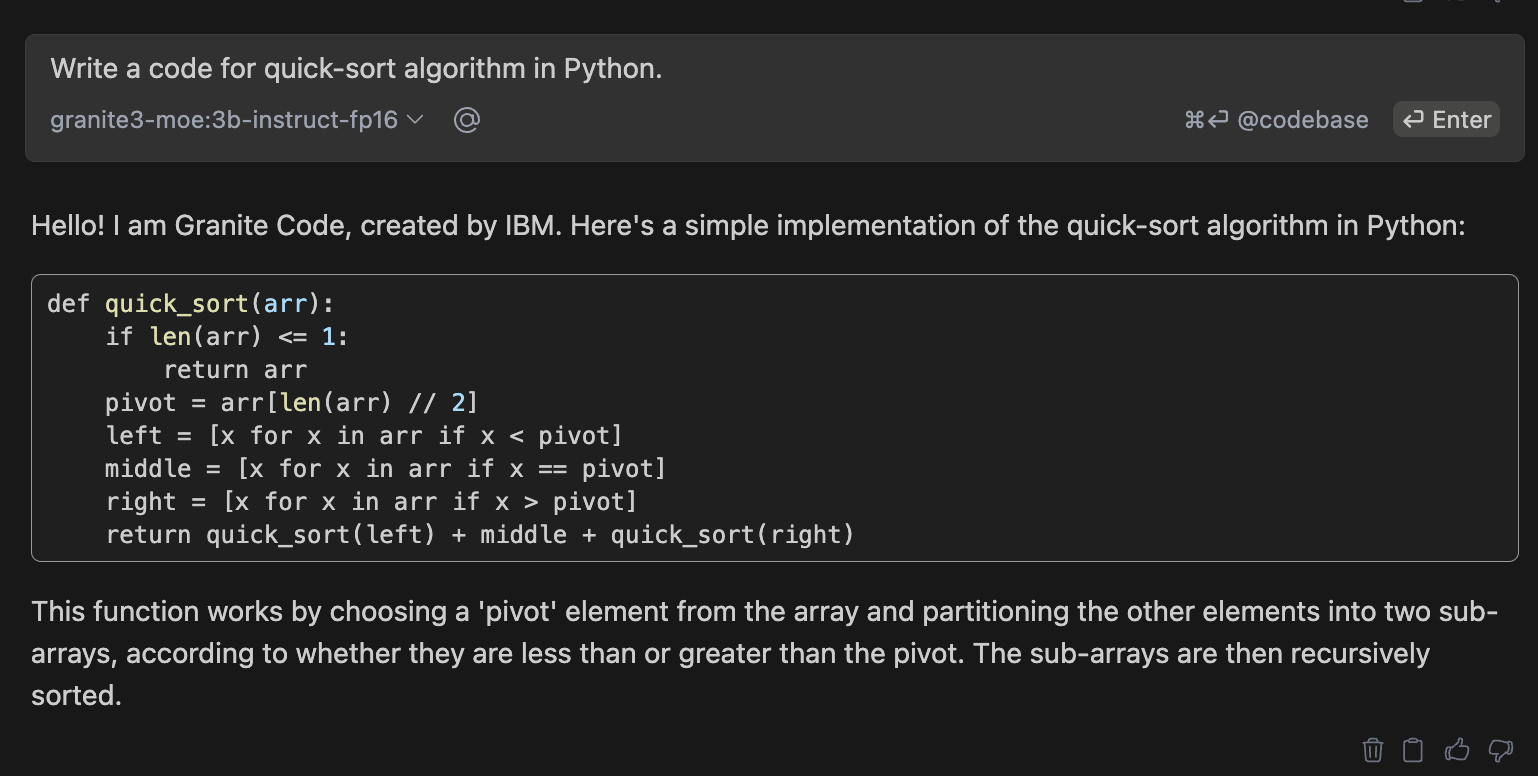 Write a code for quick-sort algorithm in Python.
granite3-moe:3b-instruct-fp16 @ ⌘⏎ @codebase ⏎ Enter
Hello! I am Granite Code, created by IBM. Here's a simple implementation of the quick-sort algorithm in Python:
def quick_sort(arr):
    if len(arr) <= 1:
        return arr
    pivot = arr[len(arr) // 2]
    left = [x for x in arr if x < pivot]
    middle = [x for x in arr if x == pivot]
    right = [x for x in arr if x > pivot]
    return quick_sort(left) + middle + quick_sort(right)
This function works by choosing a 'pivot' element from the array and partitioning the other elements into two sub-
arrays, according to whether they are less than or greater than the pivot. The sub-arrays are then recursively
sorted.